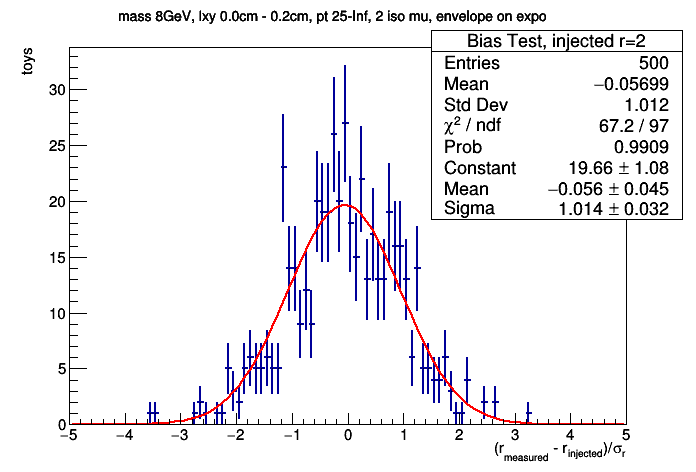 mass 8GeV, lxy 0.0cm - 0.2cm, pt 25-Inf, 2 iso mu, envelope on expo
Bias Test, injected r=2
Entries 500
Mean −0.05699
Std Dev 1.012
χ² / ndf 67.2 / 97
Prob 0.9909
Constant 19.66 ± 1.08
Mean −0.056 ± 0.045
Sigma 1.014 ± 0.032
toys
30
25
20
15
10
5
0
−5 −4 −3 −2 −1 0 1 2 3 4 5
(r_measured - r_injected)/σ_r